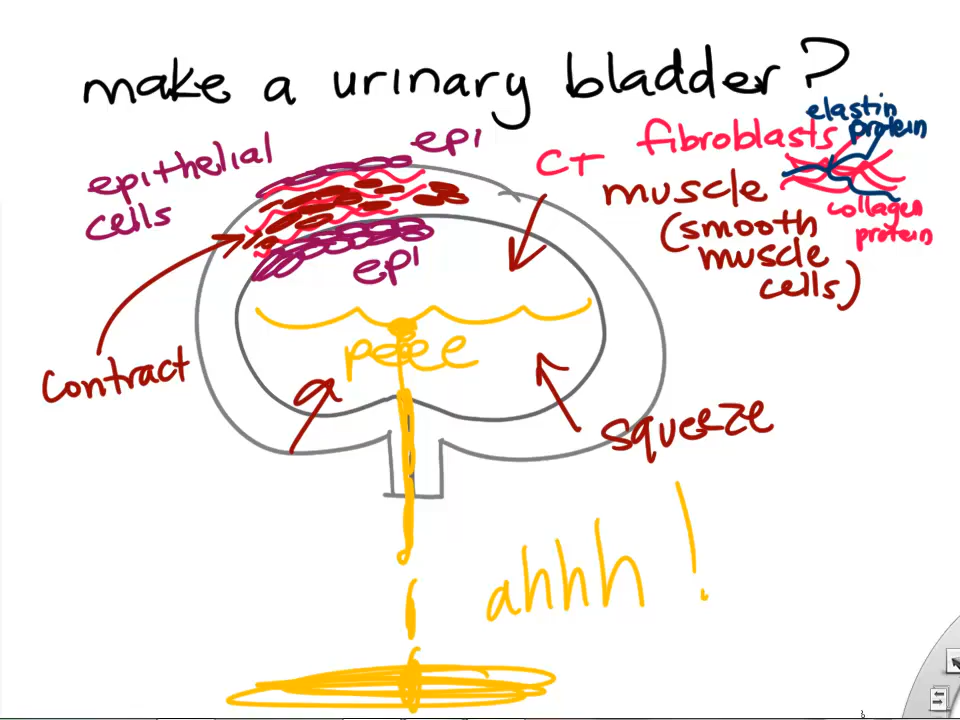 make a urinary bladder?
elastin
protein
fibroblasts
epi
CT
epithelial
cells
muscle
(smooth
muscle
cells)
collagen
protein
epi
peee
contract
squeeze
ahhh!